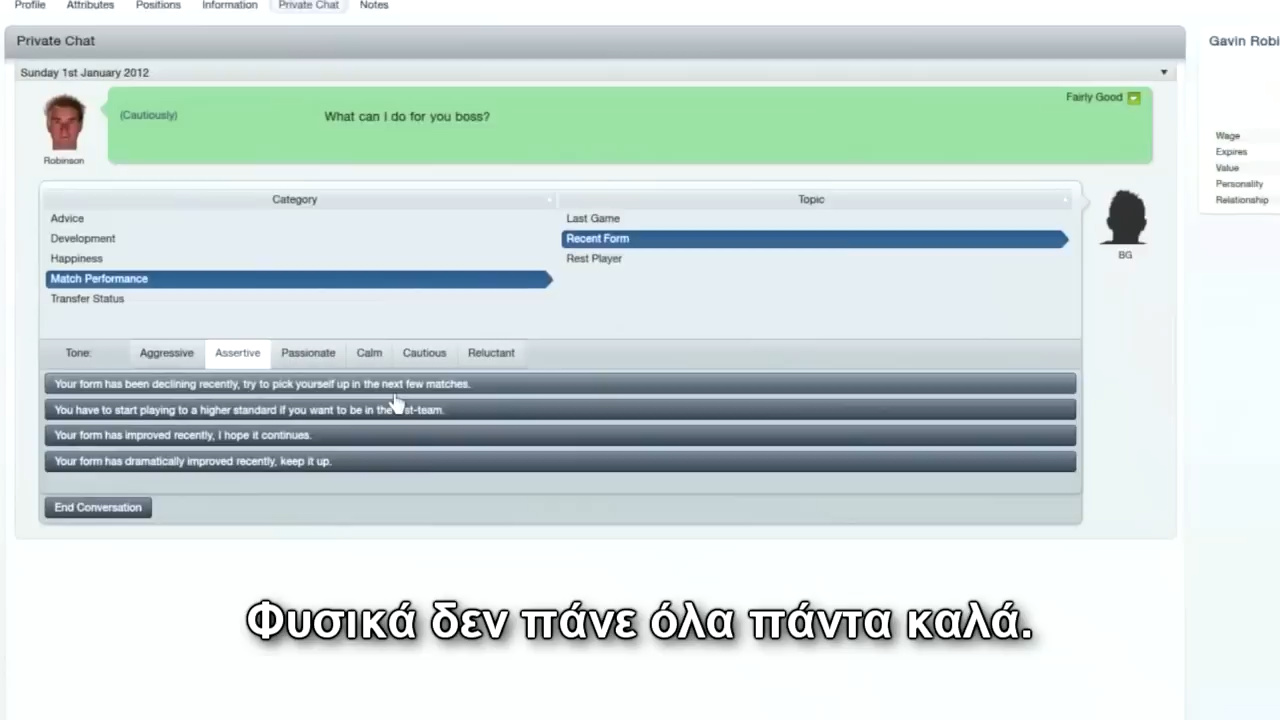 Profile Attributes Positions Information Private Chat Notes
Private Chat
Gavin Robi
Sunday 1st January 2012
Fairly Good
(Cautiously) What can I do for you boss?
Robinson
Wage
Expires
Value
Personality
Relationship
Category Topic
Advice Last Game
Development Recent Form
Happiness Rest Player
Match Performance
Transfer Status
BG
Tone: Aggressive Assertive Passionate Calm Cautious Reluctant
Your form has been declining recently, try to pick yourself up in the next few matches.
You have to start playing to a higher standard if you want to be in the st-team.
Your form has improved recently, I hope it continues.
Your form has dramatically improved recently, keep it up.
End Conversation
Φυσικά δεν πάνε όλα πάντα καλά.